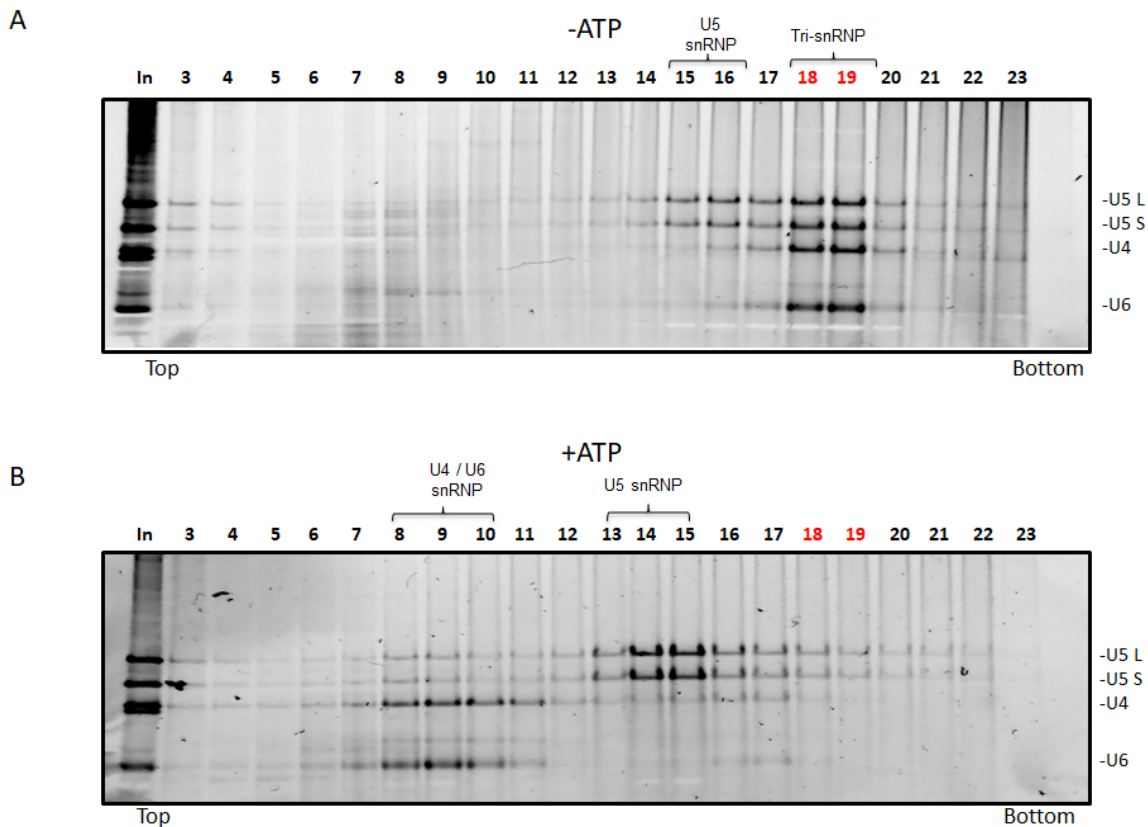 A
-ATP
U5
snRNP
Tri-snRNP
In 3 4 5 6 7 8 9 10 11 12 13 14 15 16 17 18 19 20 21 22 23
-U5 L
-U5 S
-U4
-U6
Top Bottom
+ATP
B
U4 / U6
snRNP
U5 snRNP
In 3 4 5 6 7 8 9 10 11 12 13 14 15 16 17 18 19 20 21 22 23
-U5 L
-U5 S
-U4
-U6
Top Bottom